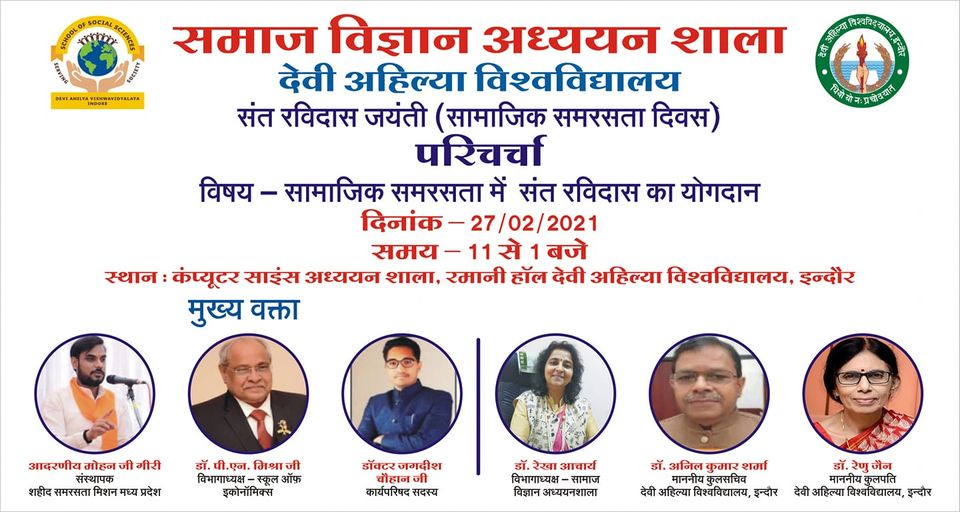 SCHOOL OF SOCIAL SCIENCES
SERVING SOCIETY
DEVI AHILYA VISHWAVIDYALAYA
INDORE
देवी अहिल्या विश्वविद्यालय, इन्दौर
धियो यो नः प्रचोदयात्
समाज विज्ञान अध्ययन शाला
देवी अहिल्या विश्वविद्यालय
संत रविदास जयंती (सामाजिक समरसता दिवस)
परिचर्चा
विषय – सामाजिक समरसता में संत रविदास का योगदान
दिनांक – 27/02/2021
समय – 11 से 1 बजे
स्थान : कंप्यूटर साइंस अध्ययन शाला, रमानी हॉल देवी अहिल्या विश्वविद्यालय, इन्दौर
मुख्य वक्ता
आदरणीय मोहन जी गीरी
संस्थापक
शहीद समरसता मिशन मध्य प्रदेश
डॉ. पी.एन. मिश्रा जी
विभागाध्यक्ष – स्कूल ऑफ़
इकोनॉमिक्स
डॉक्टर जगदीश
चौहान जी
कार्यपरिषद सदस्य
डॉ. रेखा आचार्य
विभागाध्यक्ष – समाज
विज्ञान अध्ययनशाला
डॉ. अनिल कुमार शर्मा
माननीय कुलसचिव
देवी अहिल्या विश्वविद्यालय, इन्दौर
डॉ. रेणु जैन
माननीय कुलपति
देवी अहिल्या विश्वविद्यालय, इन्दौर